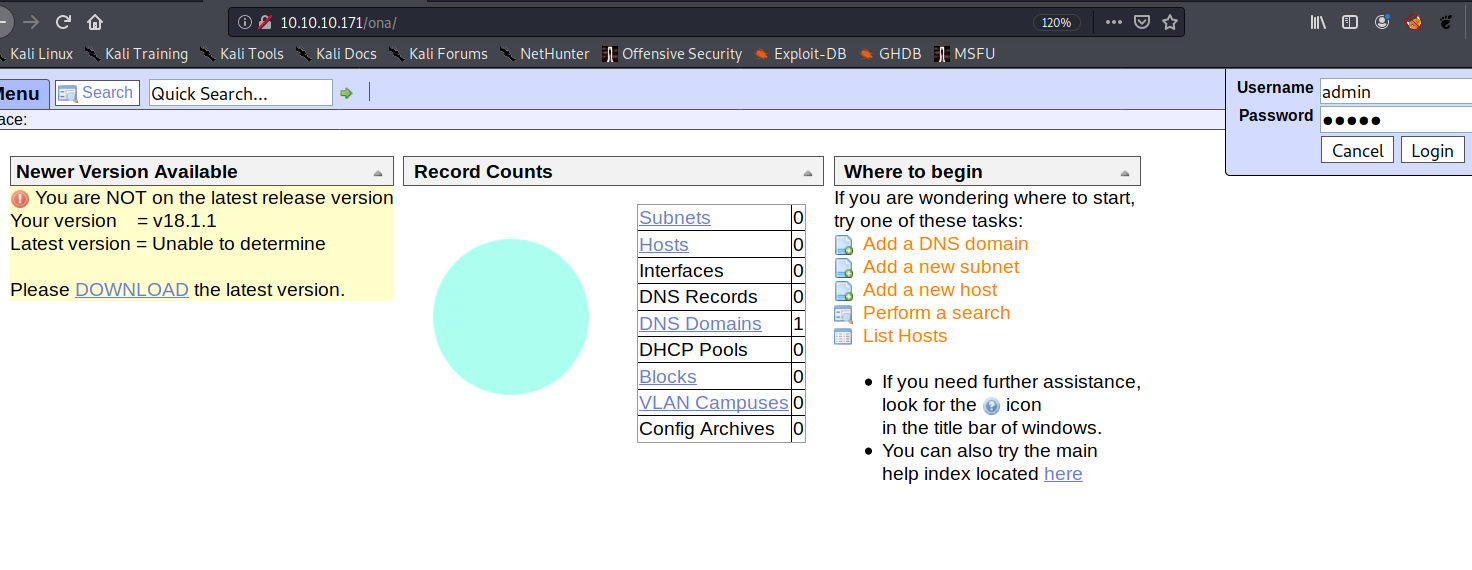 10.10.10.171/ona/
120%
Kali Linux
Kali Training
Kali Tools
Kali Docs
Kali Forums
NetHunter
Offensive Security
Exploit-DB
GHDB
MSFU
Menu
Search
Quick Search...
ace:
Username
admin
Password
●●●●●
Cancel
Login
Newer Version Available
You are NOT on the latest release version
Your version = v18.1.1
Latest version = Unable to determine
Please DOWNLOAD the latest version.
Record Counts
Subnets 0
Hosts 0
Interfaces 0
DNS Records 0
DNS Domains 1
DHCP Pools 0
Blocks 0
VLAN Campuses 0
Config Archives 0
Where to begin
If you are wondering where to start,
try one of these tasks:
Add a DNS domain
Add a new subnet
Add a new host
Perform a search
List Hosts
• If you need further assistance,
look for the icon
in the title bar of windows.
• You can also try the main
help index located here